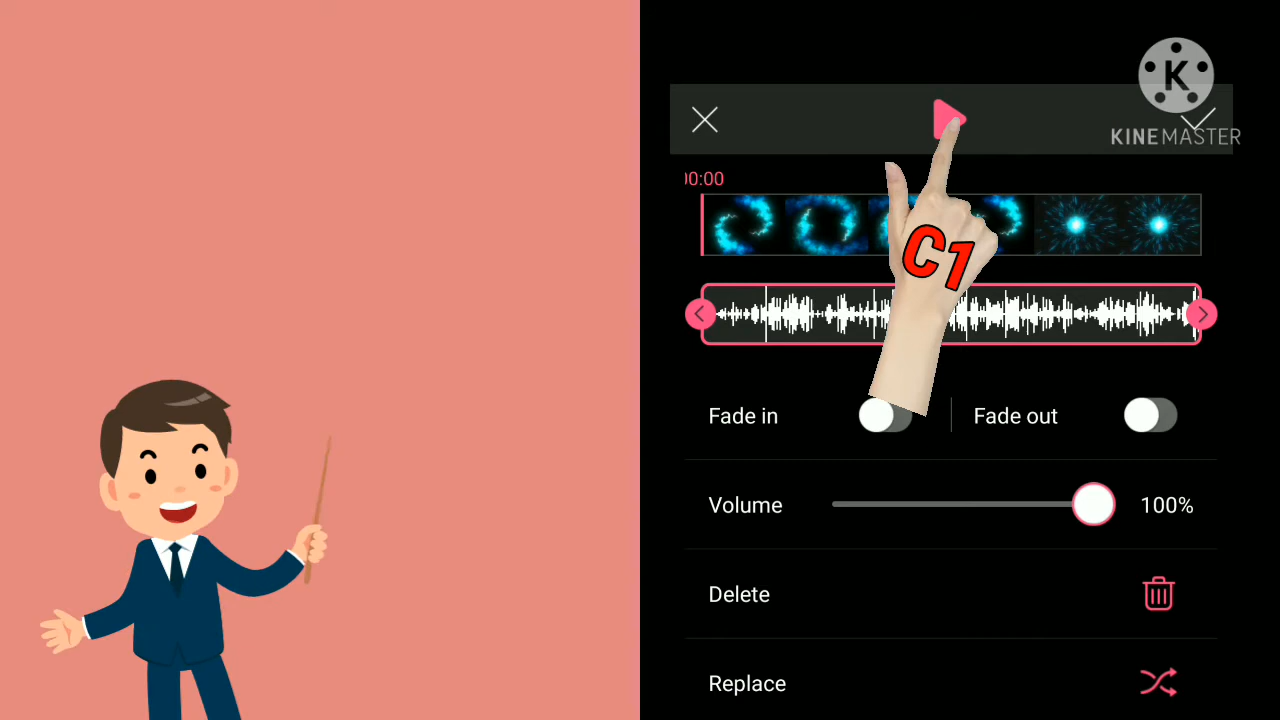 K
KINEMASTER
00:00
C1
Fade in
Fade out
Volume
100%
Delete
Replace